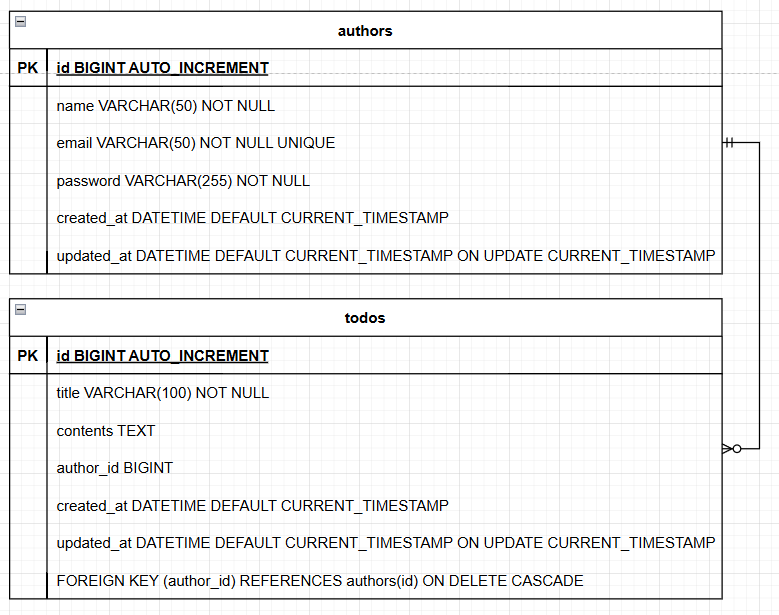 authors
PK id BIGINT AUTO_INCREMENT
name VARCHAR(50) NOT NULL
email VARCHAR(50) NOT NULL UNIQUE
password VARCHAR(255) NOT NULL
created_at DATETIME DEFAULT CURRENT_TIMESTAMP
updated_at DATETIME DEFAULT CURRENT_TIMESTAMP ON UPDATE CURRENT_TIMESTAMP
todos
PK id BIGINT AUTO_INCREMENT
title VARCHAR(100) NOT NULL
contents TEXT
author_id BIGINT
created_at DATETIME DEFAULT CURRENT_TIMESTAMP
updated_at DATETIME DEFAULT CURRENT_TIMESTAMP ON UPDATE CURRENT_TIMESTAMP
FOREIGN KEY (author_id) REFERENCES authors(id) ON DELETE CASCADE